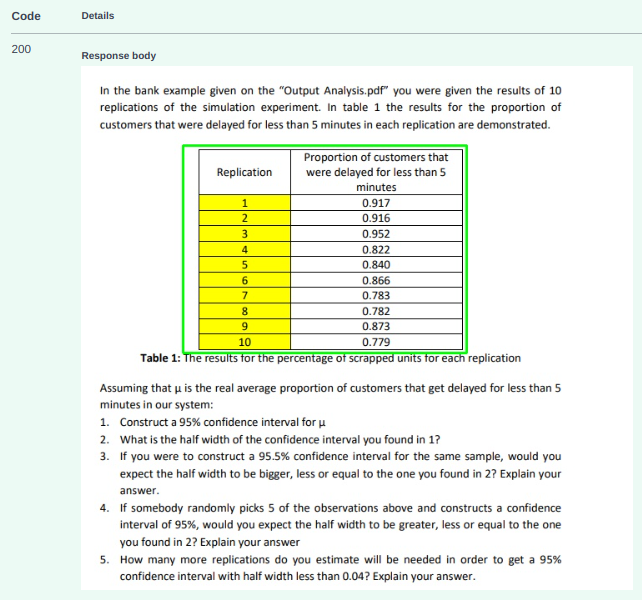 Code Details
200
Response body
In the bank example given on the “Output Analysis.pdf” you were given the results of 10
replications of the simulation experiment. In table 1 the results for the proportion of
customers that were delayed for less than 5 minutes in each replication are demonstrated.
Replication Proportion of customers that
were delayed for less than 5
minutes
1 0.917
2 0.916
3 0.952
4 0.822
5 0.840
6 0.866
7 0.783
8 0.782
9 0.873
10 0.779
Table 1: The results for the percentage of scrapped units for each replication
Assuming that μ is the real average proportion of customers that get delayed for less than 5
minutes in our system:
1. Construct a 95% confidence interval for μ
2. What is the half width of the confidence interval you found in 1?
3. If you were to construct a 95.5% confidence interval for the same sample, would you
expect the half width to be bigger, less or equal to the one you found in 2? Explain your
answer.
4. If somebody randomly picks 5 of the observations above and constructs a confidence
interval of 95%, would you expect the half width to be greater, less or equal to the one
you found in 2? Explain your answer
5. How many more replications do you estimate will be needed in order to get a 95%
confidence interval with half width less than 0.04? Explain your answer.